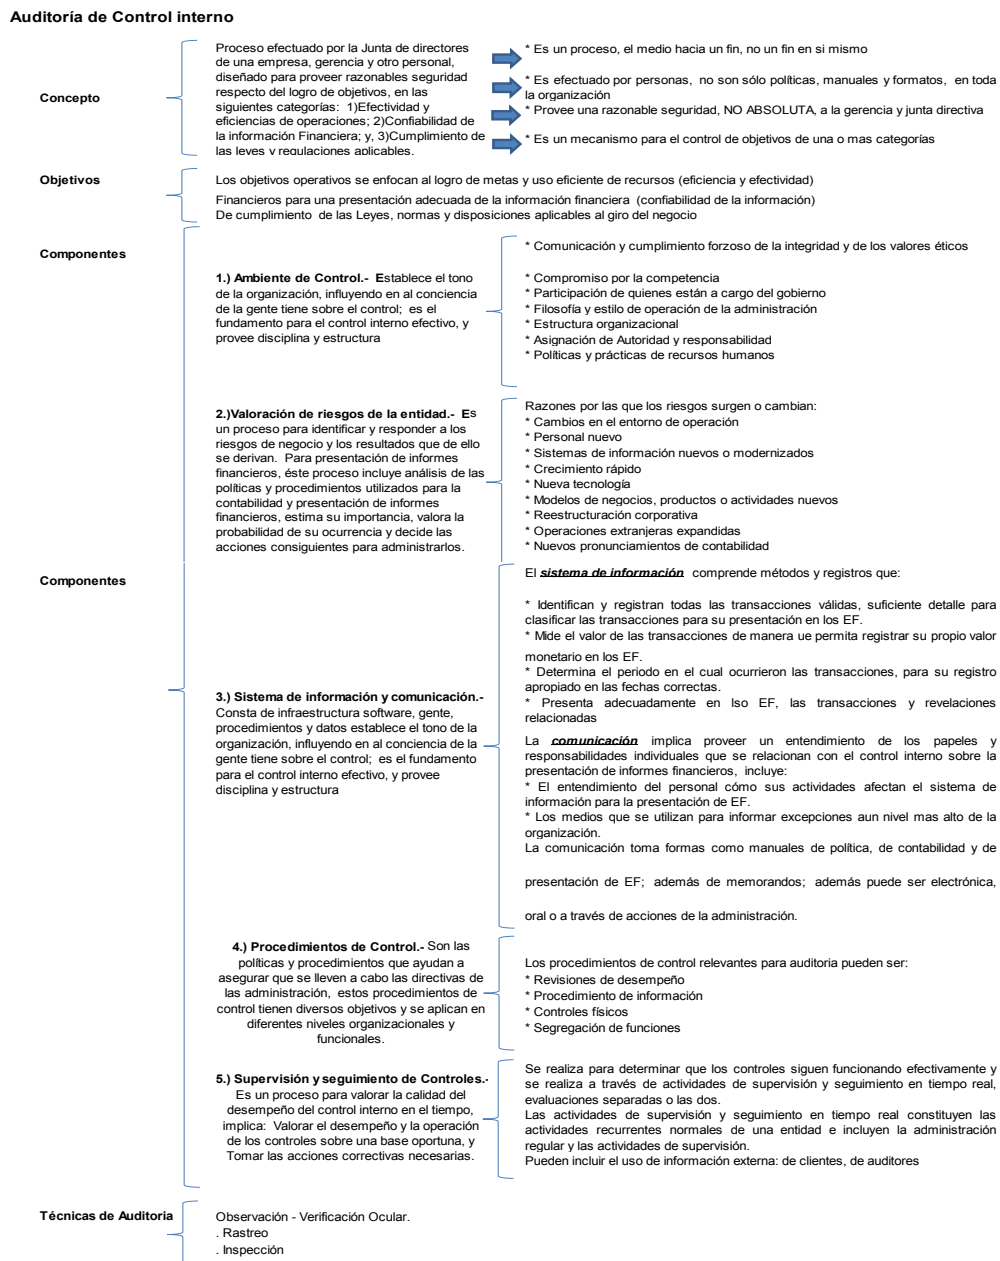 Auditoría de Control interno
Concepto
Proceso efectuado por la Junta de directores
de una empresa, gerencia y otro personal,
diseñado para proveer razonables seguridad
respecto del logro de objetivos, en las
siguientes categorías: 1)Efectividad y
eficiencias de operaciones; 2)Confiabilidad de
la información Financiera; y, 3)Cumplimiento de
las leyes y regulaciones aplicables.
* Es un proceso, el medio hacia un fin, no un fin en si mismo
* Es efectuado por personas, no son sólo políticas, manuales y formatos, en toda
la organización
* Provee una razonable seguridad, NO ABSOLUTA, a la gerencia y junta directiva
* Es un mecanismo para el control de objetivos de una o mas categorías
Objetivos
Los objetivos operativos se enfocan al logro de metas y uso eficiente de recursos (eficiencia y efectividad)
Financieros para una presentación adecuada de la información financiera (confiabilidad de la información)
De cumplimiento de las Leyes, normas y disposiciones aplicables al giro del negocio
Componentes
1.) Ambiente de Control.- Establece el tono
de la organización, influyendo en al conciencia
de la gente tiene sobre el control; es el
fundamento para el control interno efectivo, y
provee disciplina y estructura
* Comunicación y cumplimiento forzoso de la integridad y de los valores éticos
* Compromiso por la competencia
* Participación de quienes están a cargo del gobierno
* Filosofía y estilo de operación de la administración
* Estructura organizacional
* Asignación de Autoridad y responsabilidad
* Políticas y prácticas de recursos humanos
2.)Valoración de riesgos de la entidad.- Es
un proceso para identificar y responder a los
riesgos de negocio y los resultados que de ello
se derivan. Para presentación de informes
financieros, éste proceso incluye análisis de las
políticas y procedimientos utilizados para la
contabilidad y presentación de informes
financieros, estima su importancia, valora la
probabilidad de su ocurrencia y decide las
acciones consiguientes para administrarlos.
Razones por las que los riesgos surgen o cambian:
* Cambios en el entorno de operación
* Personal nuevo
* Sistemas de información nuevos o modernizados
* Crecimiento rápido
* Nueva tecnología
* Modelos de negocios, productos o actividades nuevos
* Reestructuración corporativa
* Operaciones extranjeras expandidas
* Nuevos pronunciamientos de contabilidad
Componentes
3.) Sistema de información y comunicación.-
Consta de infraestructura software, gente,
procedimientos y datos establece el tono de la
organización, influyendo en al conciencia de la
gente tiene sobre el control; es el fundamento
para el control interno efectivo, y provee
disciplina y estructura
El sistema de información comprende métodos y registros que:
* Identifican y registran todas las transacciones válidas, suficiente detalle para
clasificar las transacciones para su presentación en los EF.
* Mide el valor de las transacciones de manera ue permita registrar su propio valor
monetario en los EF.
* Determina el periodo en el cual ocurrieron las transacciones, para su registro
apropiado en las fechas correctas.
* Presenta adecuadamente en lso EF, las transacciones y revelaciones
relacionadas
La comunicación implica proveer un entendimiento de los papeles y
responsabilidades individuales que se relacionan con el control interno sobre la
presentación de informes financieros, incluye:
* El entendimiento del personal cómo sus actividades afectan el sistema de
información para la presentación de EF.
* Los medios que se utilizan para informar excepciones aun nivel mas alto de la
organización.
La comunicación toma formas como manuales de política, de contabilidad y de
presentación de EF; además de memorandos; además puede ser electrónica,
oral o a través de acciones de la administración.
4.) Procedimientos de Control.- Son las
políticas y procedimientos que ayudan a
asegurar que se lleven a cabo las directivas de
las administración, estos procedimientos de
control tienen diversos objetivos y se aplican en
diferentes niveles organizacionales y
funcionales.
Los procedimientos de control relevantes para auditoria pueden ser:
* Revisiones de desempeño
* Procedimiento de información
* Controles físicos
* Segregación de funciones
5.) Supervisión y seguimiento de Controles.-
Es un proceso para valorar la calidad del
desempeño del control interno en el tiempo,
implica: Valorar el desempeño y la operación
de los controles sobre una base oportuna, y
Tomar las acciones correctivas necesarias.
Se realiza para determinar que los controles siguen funcionando efectivamente y
se realiza a través de actividades de supervisión y seguimiento en tiempo real,
evaluaciones separadas o las dos.
Las actividades de supervisión y seguimiento en tiempo real constituyen las
actividades recurrentes normales de una entidad e incluyen la administración
regular y las actividades de supervisión.
Pueden incluir el uso de información externa: de clientes, de auditores
Técnicas de Auditoria
Observación - Verificación Ocular.
. Rastreo
. Inspección